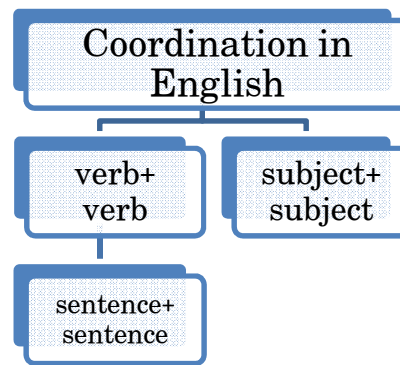 Coordination in
English
verb+
verb
subject+
subject
sentence+
sentence